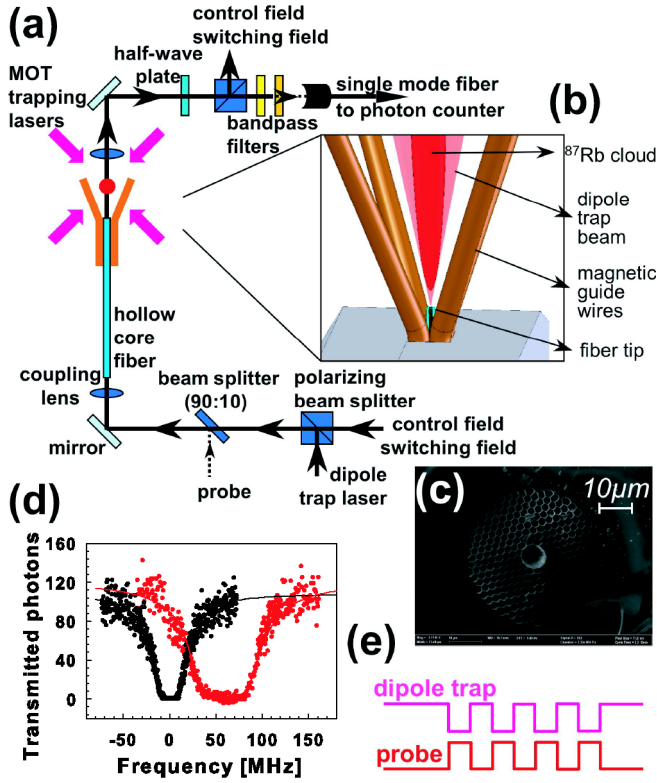 (a)
control field
switching field
half-wave
plate
MOT
trapping
lasers
bandpass
filters
single mode fiber
to photon counter
(b)
87Rb cloud
dipole
trap
beam
magnetic
guide
wires
fiber tip
hollow
core
fiber
coupling
lens
mirror
beam splitter
(90:10)
probe
polarizing
beam splitter
control field
switching field
dipole
trap laser
(c)
10µm
(d)
Transmitted photons
160
120
80
40
0
-50 0 50 100 150
Frequency [MHz]
(e)
dipole trap
probe